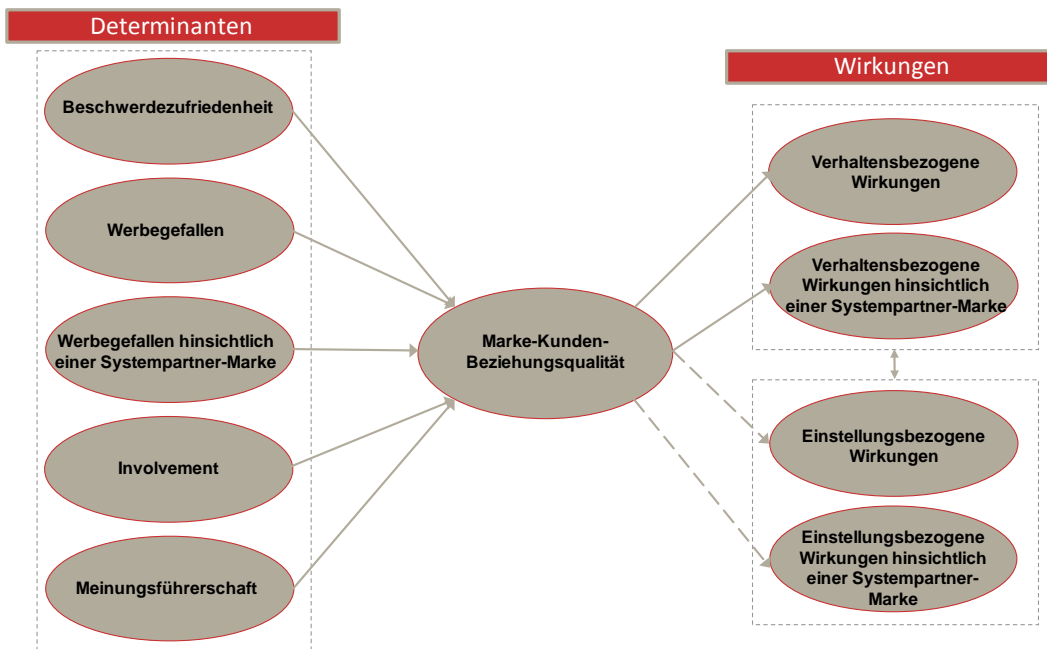 Determinanten
Beschwerdezufriedenheit
Werbegefallen
Werbegefallen hinsichtlich
einer Systempartner-Marke
Involvement
Meinungsführerschaft
Marke-Kunden-
Beziehungsqualität
Wirkungen
Verhaltensbezogene
Wirkungen
Verhaltensbezogene
Wirkungen hinsichtlich
einer Systempartner-Marke
Einstellungsbezogene
Wirkungen
Einstellungsbezogene
Wirkungen hinsichtlich
einer Systempartner-
Marke